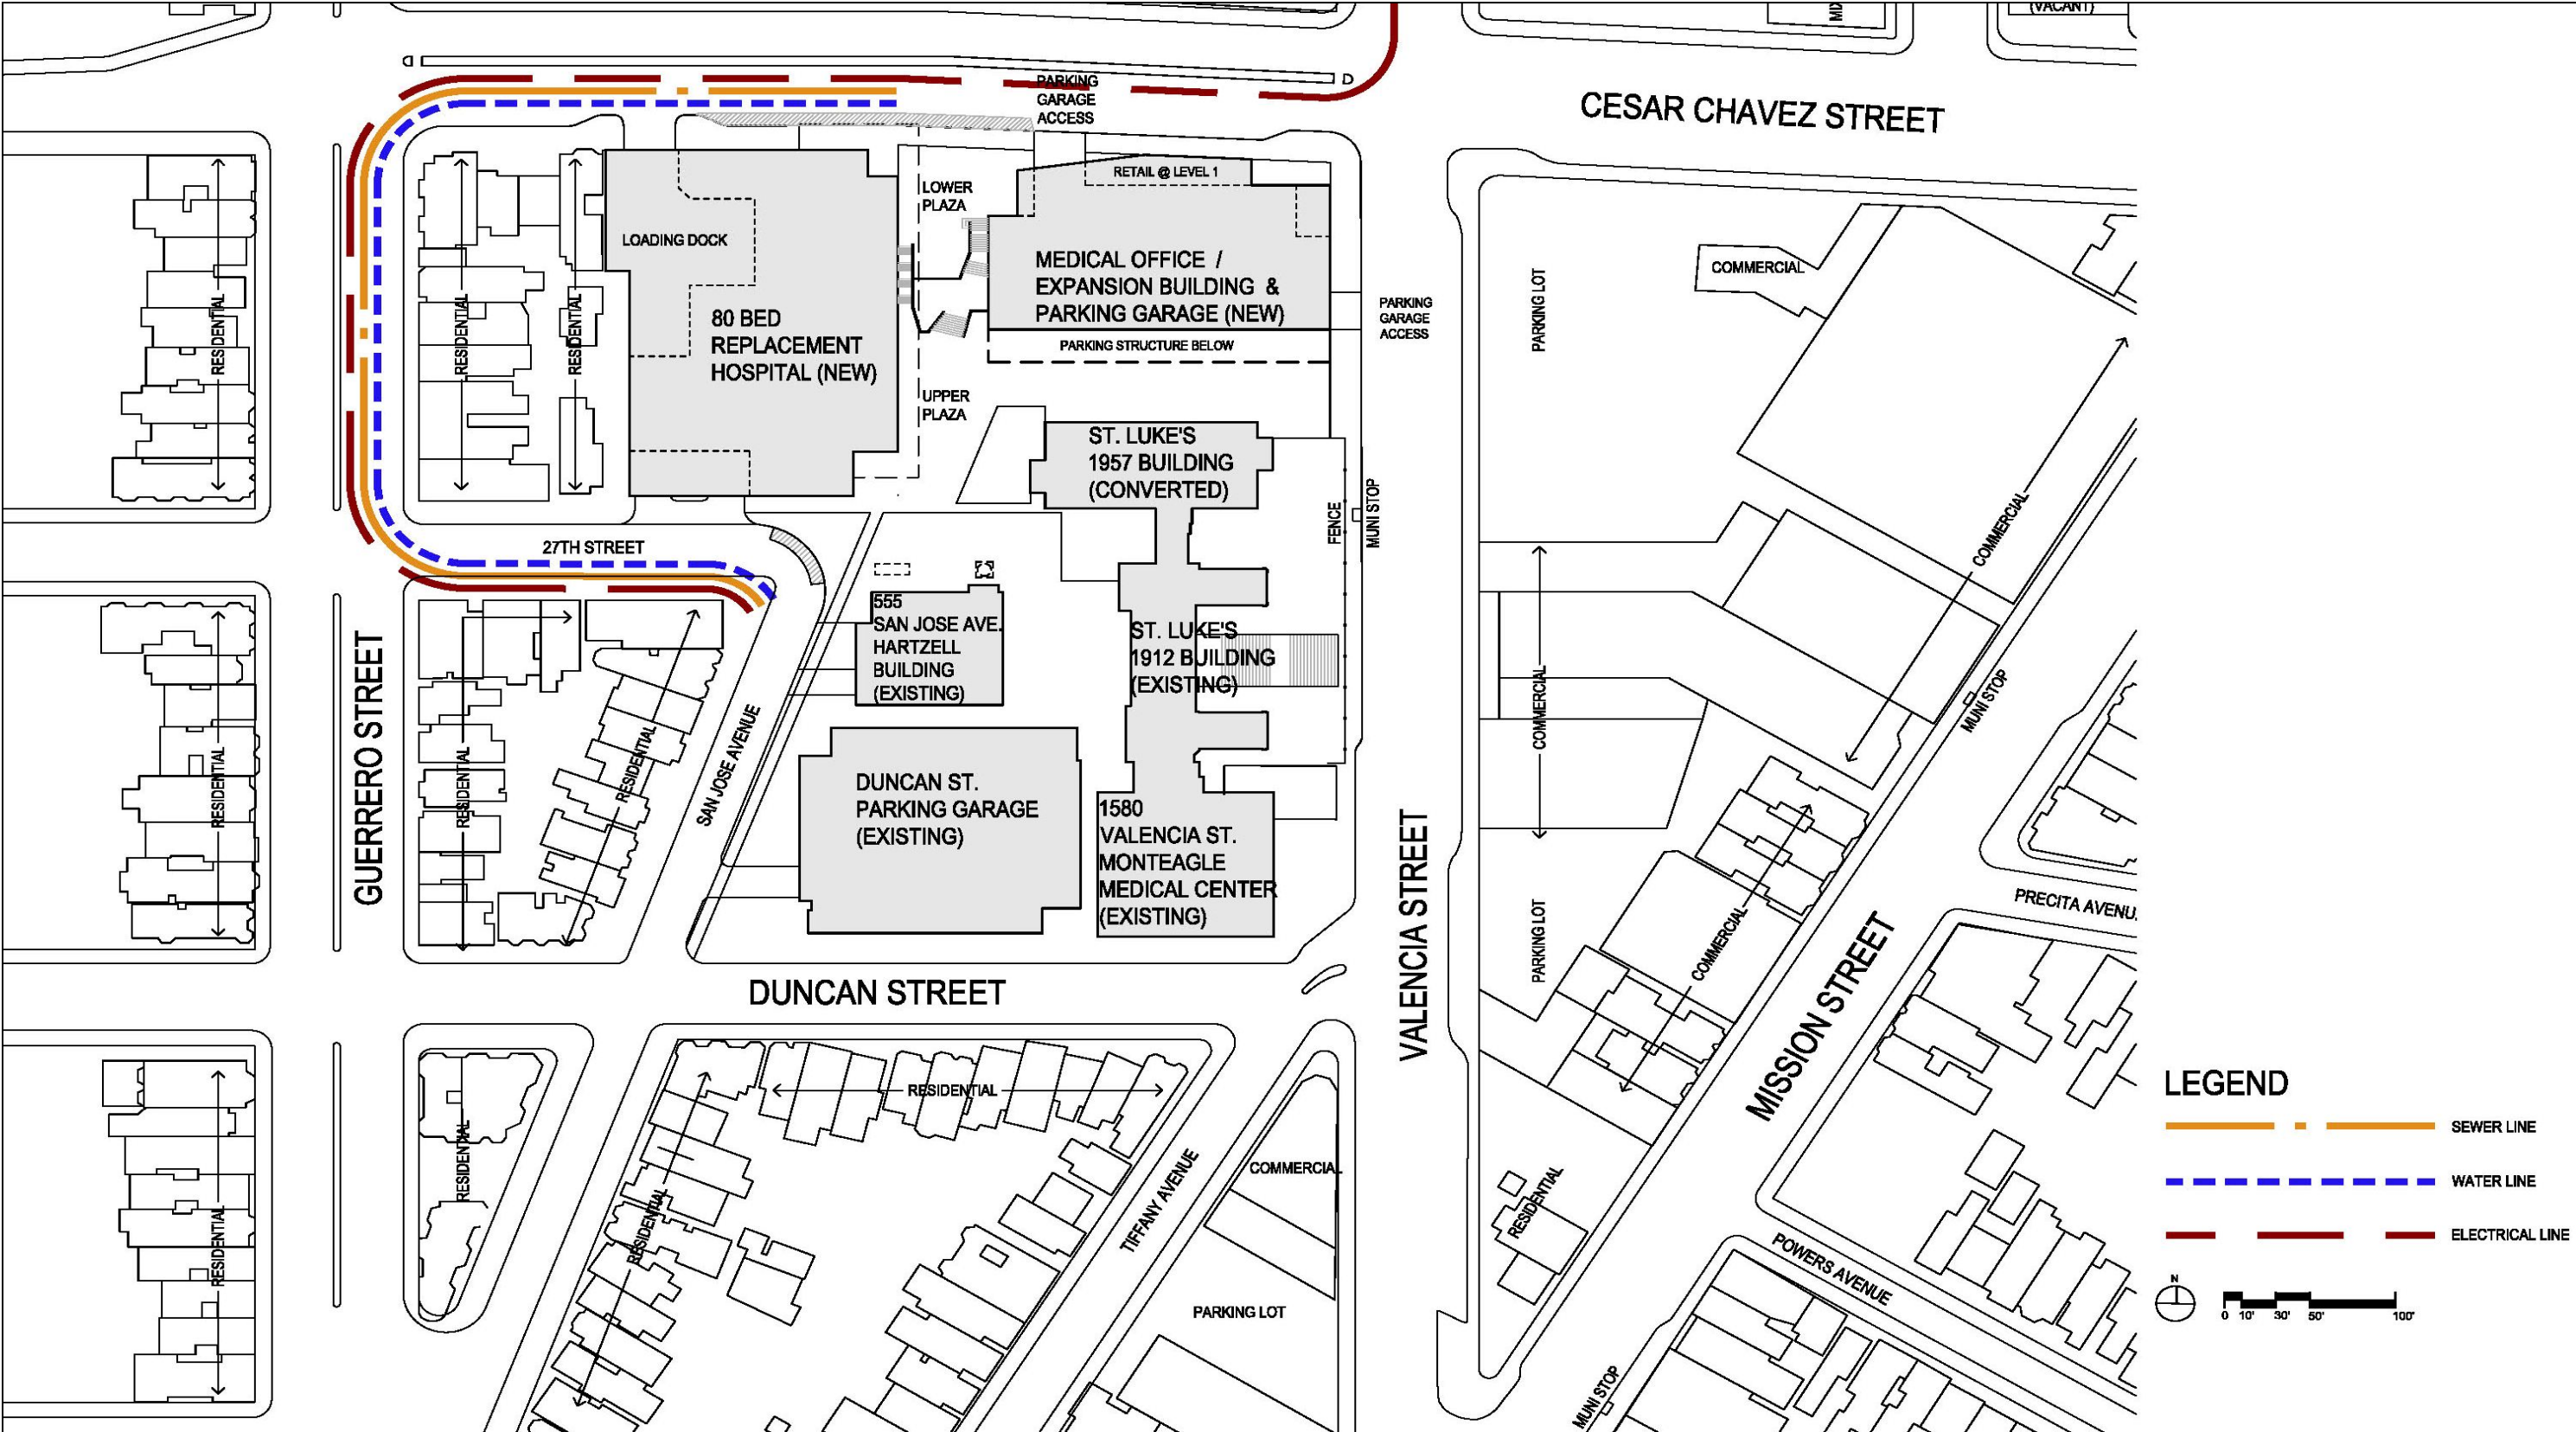 (VACANT)
CESAR CHAVEZ STREET
PARKING
GARAGE
ACCESS
LOWER
PLAZA
RETAIL @ LEVEL 1
LOADING DOCK
MEDICAL OFFICE /
EXPANSION BUILDING &
PARKING GARAGE (NEW)
PARKING STRUCTURE BELOW
PARKING
GARAGE
ACCESS
PARKING LOT
COMMERCIAL
RESIDENTIAL
RESIDENTIAL
RESIDENTIAL
80 BED
REPLACEMENT
HOSPITAL (NEW)
UPPER
PLAZA
ST. LUKE'S
1957 BUILDING
(CONVERTED)
FENCE
MUNI STOP
COMMERCIAL
27TH STREET
555
SAN JOSE AVE.
HARTZELL
BUILDING
(EXISTING)
ST. LUKE'S
1912 BUILDING
(EXISTING)
COMMERCIAL
MUNI STOP
GUERRERO STREET
RESIDENTIAL
RESIDENTIAL
RESIDENTIAL
SAN JOSE AVENUE
DUNCAN ST.
PARKING GARAGE
(EXISTING)
1580
VALENCIA ST.
MONTEAGLE
MEDICAL CENTER
(EXISTING)
VALENCIA STREET
PARKING LOT
COMMERCIAL
MISSION STREET
PRECITA AVENU
DUNCAN STREET
RESIDENTIAL
RESIDENTIAL
RESIDENTIAL
RESIDENTIAL
TIFFANY AVENUE
COMMERCIAL
PARKING LOT
RESIDENTIAL
POWERS AVENUE
MUNI STOP
LEGEND
SEWER LINE
WATER LINE
ELECTRICAL LINE
N
0 10' 30' 50' 100'